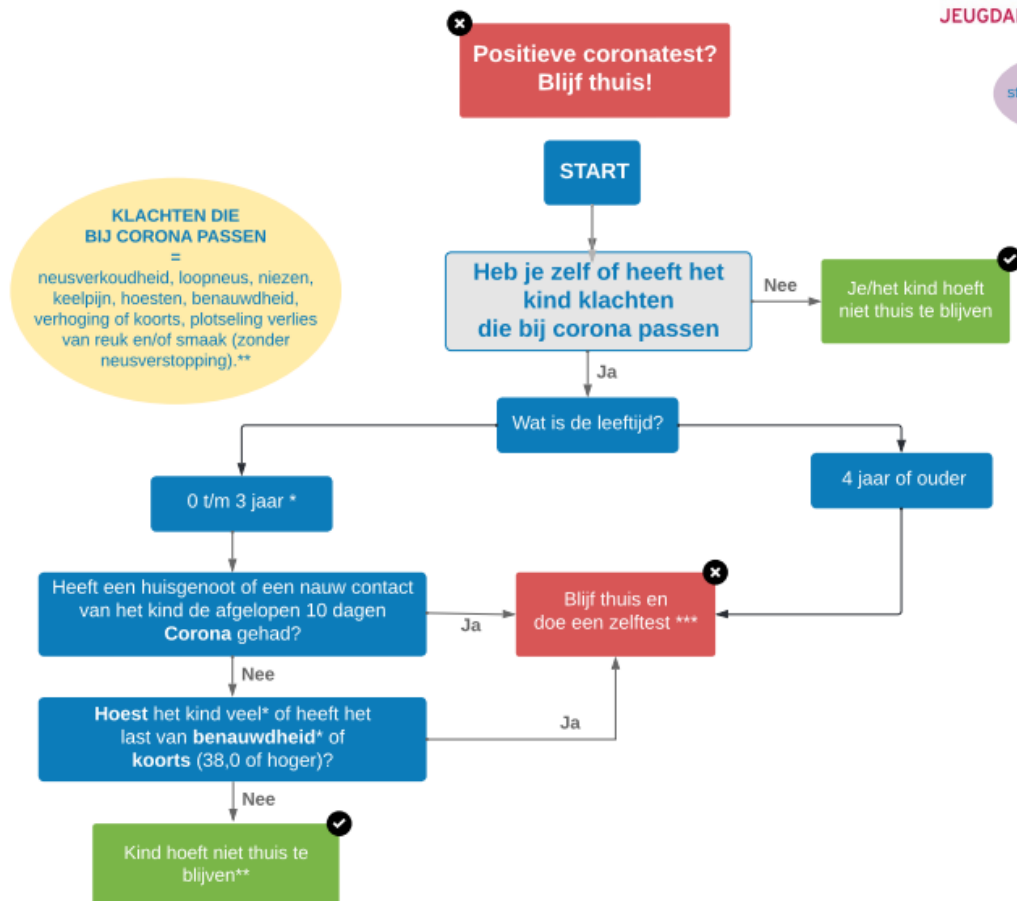 Positieve coronatest?
Blijf thuis!
START
KLACHTEN DIE
BIJ CORONA PASSEN
=
neusverkoudheid, loopneus, niezen,
keelpijn, hoesten, benauwdheid,
verhoging of koorts, plotseling verlies
van reuk en/of smaak (zonder
neusverstopping).**
Heb je zelf of heeft het
kind klachten
die bij corona passen
Nee
Je/het kind hoeft
niet thuis te blijven
Ja
Wat is de leeftijd?
0 t/m 3 jaar *
4 jaar of ouder
Heeft een huisgenoot of een nauw contact
van het kind de afgelopen 10 dagen
Corona gehad?
Ja
Blijf thuis en
doe een zelftest ***
Nee
Hoest het kind veel* of heeft het
last van benauwdheid* of
koorts (38,0 of hoger)?
Ja
Nee
Kind hoeft niet thuis te
blijven**